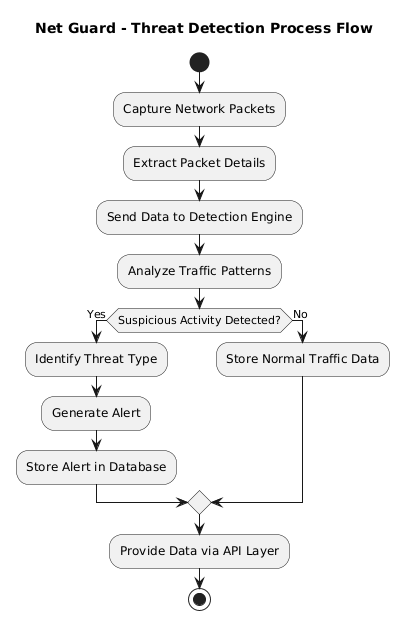 Net Guard - Threat Detection Process Flow
Capture Network Packets
Extract Packet Details
Send Data to Detection Engine
Analyze Traffic Patterns
Suspicious Activity Detected?
Yes
No
Identify Threat Type
Store Normal Traffic Data
Generate Alert
Store Alert in Database
Provide Data via API Layer